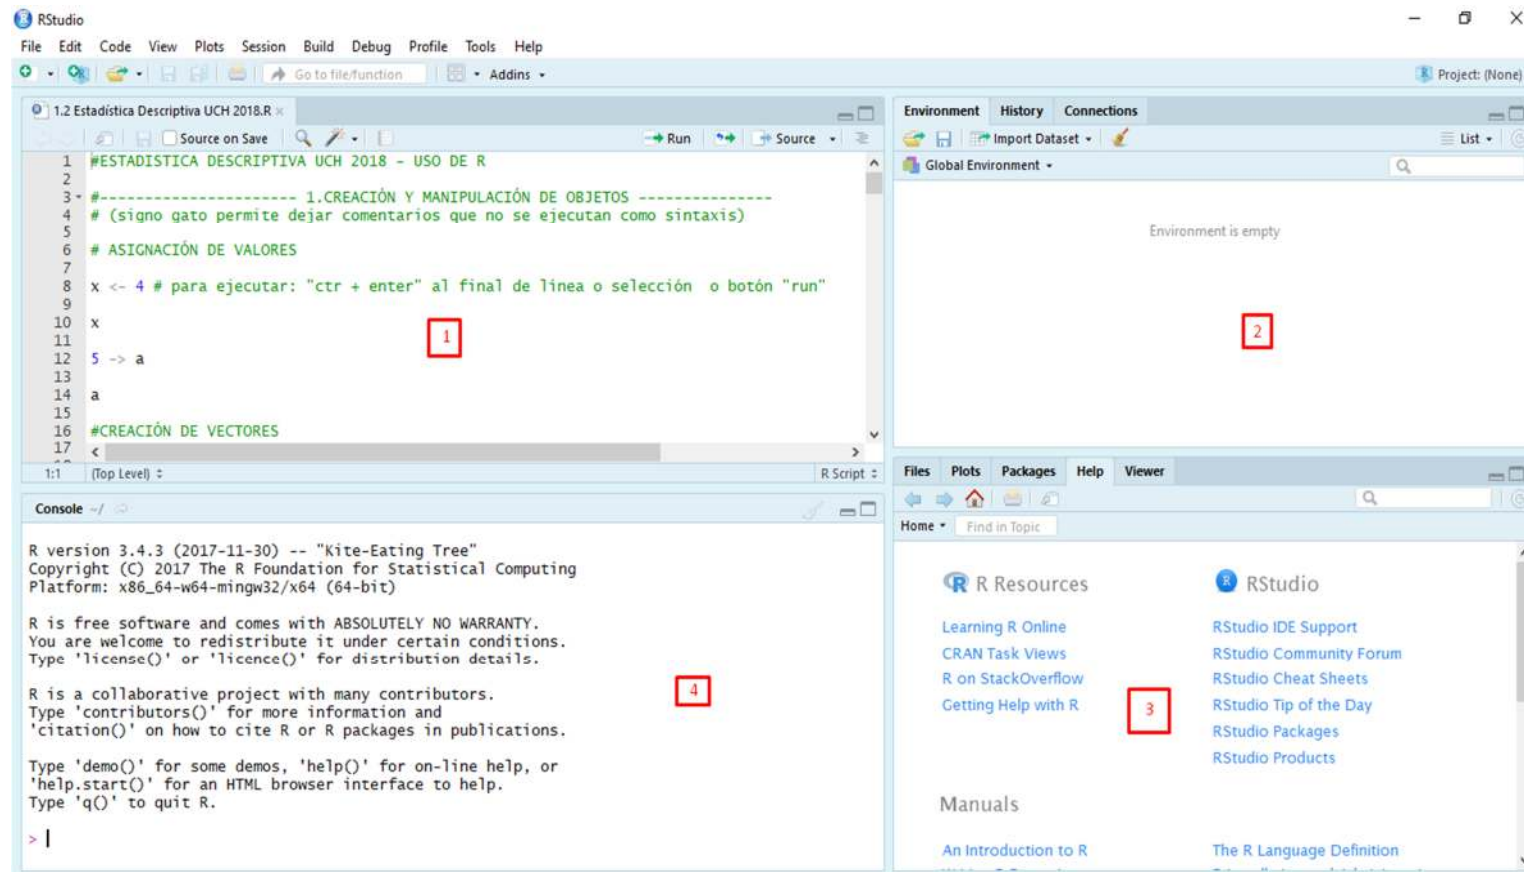 RStudio
File Edit Code View Plots Session Build Debug Profile Tools Help
Go to file/function Addins
Project: (None)
1.2 Estadística Descriptiva UCH 2018.R
Source on Save Run Source
1 #ESTADISTICA DESCRIPTIVA UCH 2018 - USO DE R
2
3 #---------------------- 1.CREACIÓN Y MANIPULACIÓN DE OBJETOS ---------------
4 # (signo gato permite dejar comentarios que no se ejecutan como sintaxis)
5
6 # ASIGNACIÓN DE VALORES
7
8 x <- 4 # para ejecutar: "ctr + enter" al final de linea o selección o botón "run"
9
10 x
11
12 5 -> a
13
14 a
15
16 #CREACIÓN DE VECTORES
17
1
1:1 (Top Level) R Script
Environment History Connections
Import Dataset List
Global Environment
Environment is empty
2
Console ~/
R version 3.4.3 (2017-11-30) -- "Kite-Eating Tree"
Copyright (C) 2017 The R Foundation for Statistical Computing
Platform: x86_64-w64-mingw32/x64 (64-bit)
R is free software and comes with ABSOLUTELY NO WARRANTY.
You are welcome to redistribute it under certain conditions.
Type 'license()' or 'licence()' for distribution details.
R is a collaborative project with many contributors.
Type 'contributors()' for more information and
'citation()' on how to cite R or R packages in publications.
Type 'demo()' for some demos, 'help()' for on-line help, or
'help.start()' for an HTML browser interface to help.
Type 'q()' to quit R.
>
4
Files Plots Packages Help Viewer
Home Find in Topic
R Resources
Learning R Online
CRAN Task Views
R on StackOverflow
Getting Help with R
3
RStudio
RStudio IDE Support
RStudio Community Forum
RStudio Cheat Sheets
RStudio Tip of the Day
RStudio Packages
RStudio Products
Manuals
An Introduction to R
The R Language Definition